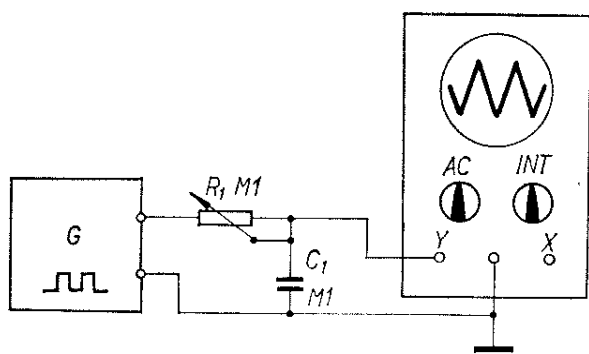 AC INT
R₁ M1
G
Y X
C₁
M1